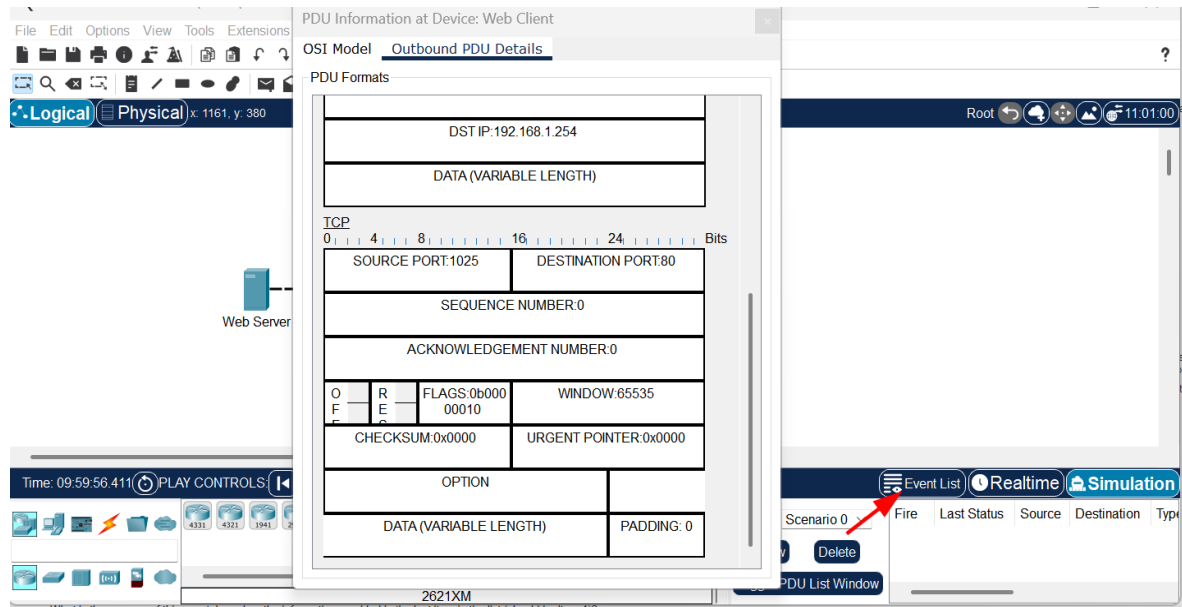 PDU Information at Device: Web Client
File Edit Options View Tools Extensions
OSI Model Outbound PDU Details
?
PDU Formats
Logical Physical x: 1161, y: 380
Root 11:01:00
DST IP:192.168.1.254
DATA (VARIABLE LENGTH)
TCP
0 4 8 16 24 Bits
SOURCE PORT:1025 DESTINATION PORT:80
SEQUENCE NUMBER:0
Web Server
ACKNOWLEDGEMENT NUMBER:0
O R FLAGS:0b000 WINDOW:65535
F E 00010
CHECKSUM:0x0000 URGENT POINTER:0x0000
Time: 09:59:56.411 PLAY CONTROLS:
OPTION
Event List Realtime Simulation
4331 4321 1941
DATA (VARIABLE LENGTH) PADDING: 0
Scenario 0 Fire Last Status Source Destination
Delete
PDU List Window
2621XM